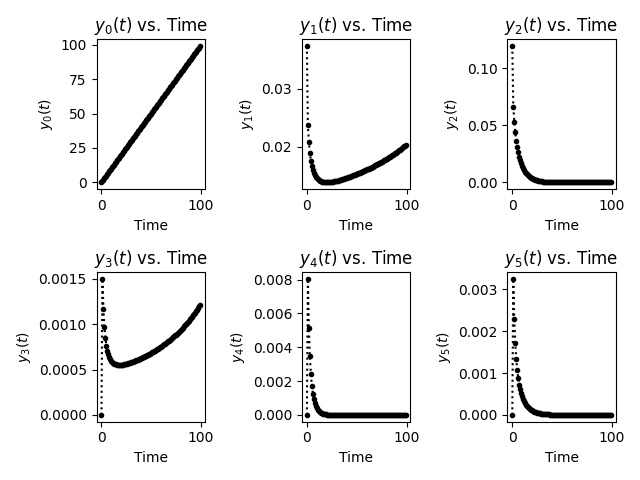 y₀(t) vs. Time
y₁(t) vs. Time
y₂(t) vs. Time
y₀(t)
100
75
50
25
0
0
100
Time
y₁(t)
0.03
0.02
0
100
Time
y₂(t)
0.10
0.05
0.00
0
100
Time
y₃(t) vs. Time
y₄(t) vs. Time
y₅(t) vs. Time
y₃(t)
0.0015
0.0010
0.0005
0.0000
0
100
Time
y₄(t)
0.008
0.006
0.004
0.002
0.000
0
100
Time
y₅(t)
0.003
0.002
0.001
0.000
0
100
Time